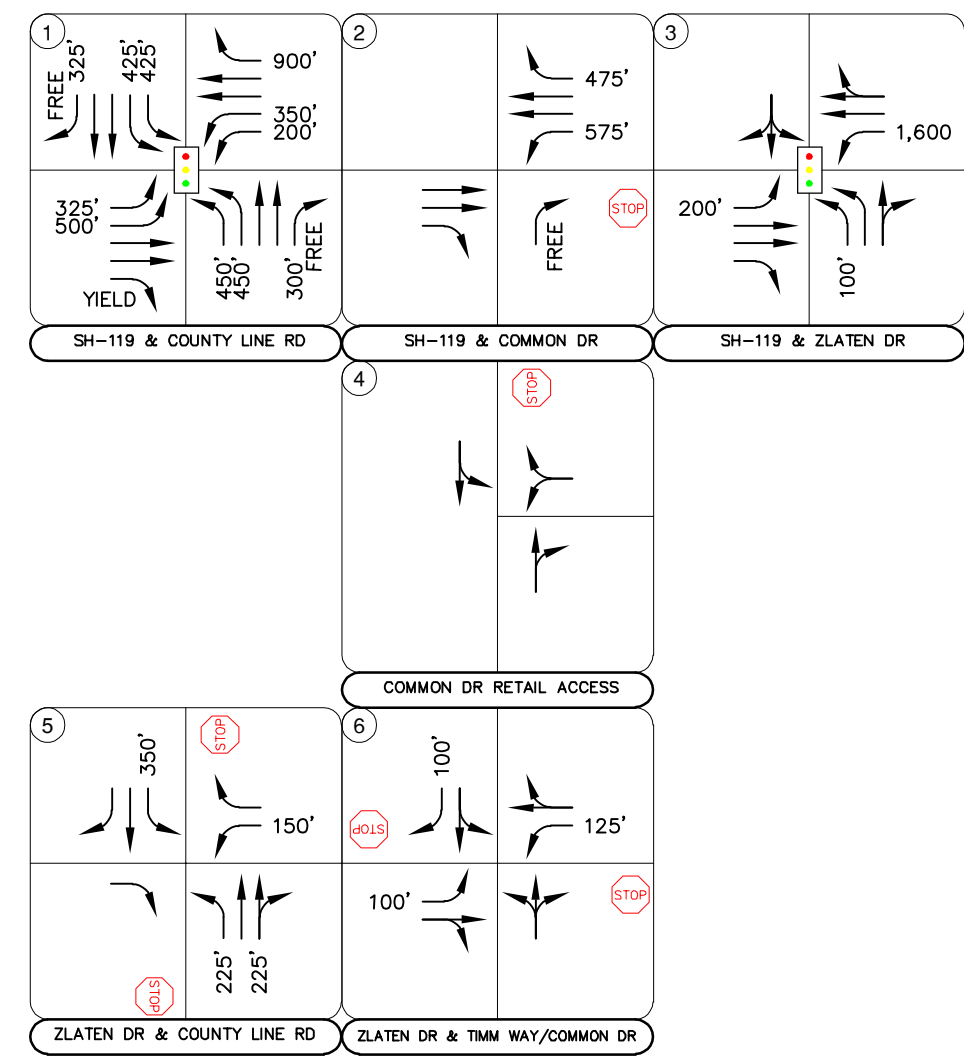 1
FREE
325'
425'
425'
900'
350'
200'
325'
500'
YIELD
450'
450'
300'
FREE
SH-119 & COUNTY LINE RD
2
475'
575'
FREE
STOP
SH-119 & COMMON DR
3
1,600
200'
100'
SH-119 & ZLATEN DR
4
STOP
COMMON DR RETAIL ACCESS
5
350'
STOP
150'
STOP
225'
225'
ZLATEN DR & COUNTY LINE RD
6
100'
STOP
125'
100'
STOP
ZLATEN DR & TIMM WAY/COMMON DR